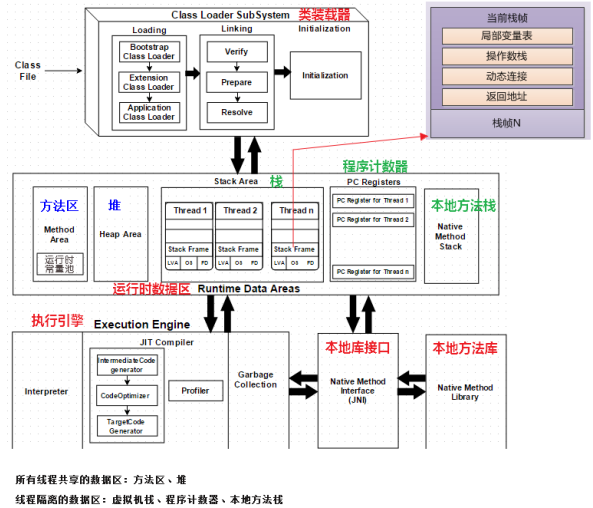 Class Loader SubSystem 类装载器
Loading
Linking
Initialization
Class
File
Bootstrap
Class Loader
Extension
Class Loader
Application
Class Loader
Verify
Prepare
Resolve
Initialization
当前栈帧
局部变量表
操作数栈
动态连接
返回地址
栈帧N
程序计数器
Stack Area
栈
PC Registers
方法区
Method
Area
运行时
常量池
堆
Heap Area
Thread 1
Stack Frame
LVA OS FD
Thread 2
Stack Frame
LVA OS FD
Thread n
Stack Frame
LVA OS FD
PC Register for Thread 1
PC Register for Thread 2
PC Register for Thread n
本地方法栈
Native
Method
Stack
运行时数据区 Runtime Data Areas
执行引擎
Execution Engine
JIT Compiler
Interpreter
IntermediateCode
generator
CodeOptimizer
TargetCode
Generator
Profiler
Garbage
Collection
本地库接口
Native Method
Interface
(JNI)
本地方法库
Native Method
Library
所有线程共享的数据区：方法区、堆
线程隔离的数据区：虚拟机栈、程序计数器、本地方法栈